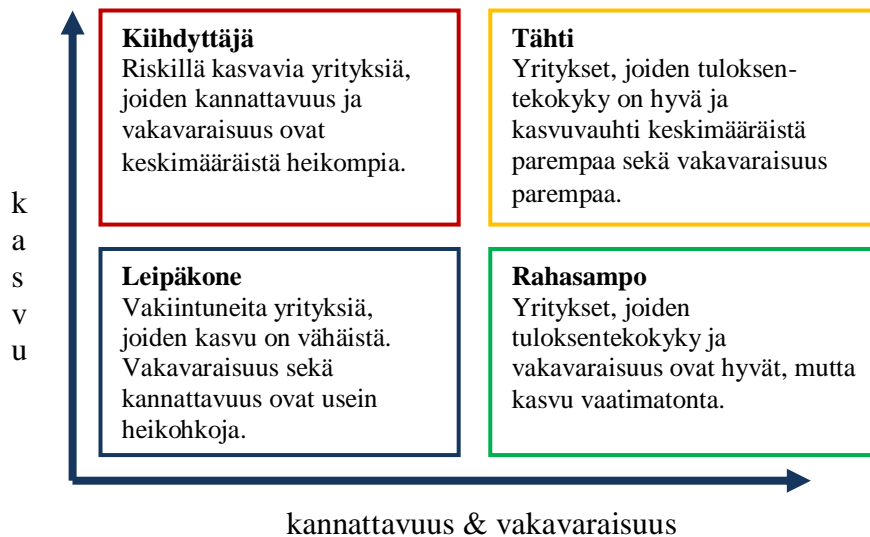 Kiihdyttäjä
Riskillä kasvavia yrityksiä,
joiden kannattavuus ja
vakavaraisuus ovat
keskimääräistä heikompia.
Tähti
Yritykset, joiden tuloksen-
tekokyky on hyvä ja
kasvuvauhti keskimääräistä
parempaa sekä vakavaraisuus
parempaa.
k
a
s
v
u
Leipäkone
Vakiintuneita yrityksiä,
joiden kasvu on vähäistä.
Vakavaraisuus sekä
kannattavuus ovat usein
heikohkoja.
Rahasampo
Yritykset, joiden
tuloksentekokyky ja
vakavaraisuus ovat hyvät, mutta
kasvu vaatimatonta.
kannattavuus & vakavaraisuus